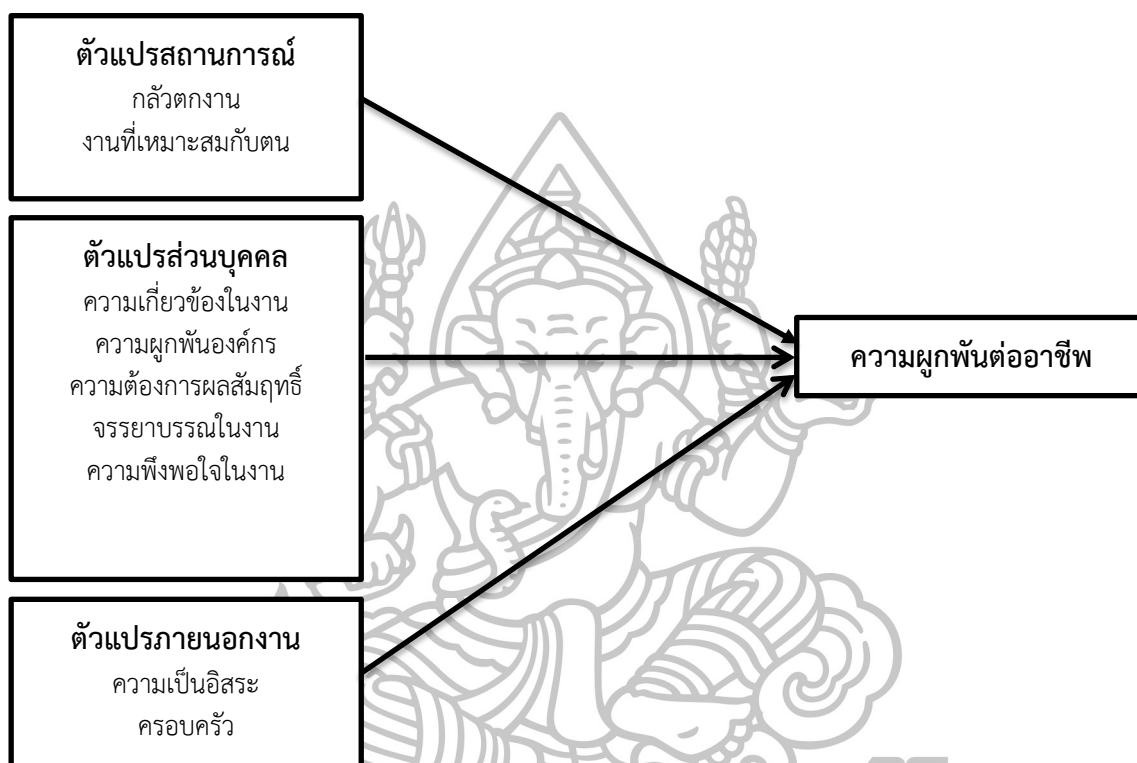 ตัวแปรสถานการณ์
กลัวตกงาน
งานที่เหมาะสมกับตน
ตัวแปรส่วนบุคคล
ความเกี่ยวข้องในงาน
ความผูกพันองค์กร
ความต้องการผลสัมฤทธิ์
จรรยาบรรณในงาน
ความพึงพอใจในงาน
ความผูกพันต่ออาชีพ
ตัวแปรภายนอกงาน
ความเป็นอิสระ
ครอบครัว